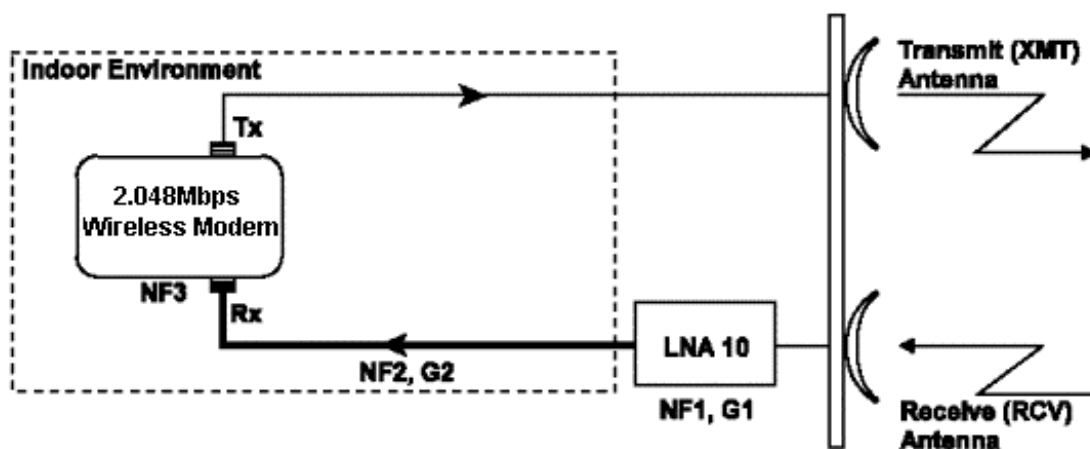 Indoor Environment
Transmit (XMT)
Antenna
Tx
2.048Mbps
Wireless Modem
NF3
Rx
LNA 10
NF2, G2
NF1, G1
Receive (RCV)
Antenna